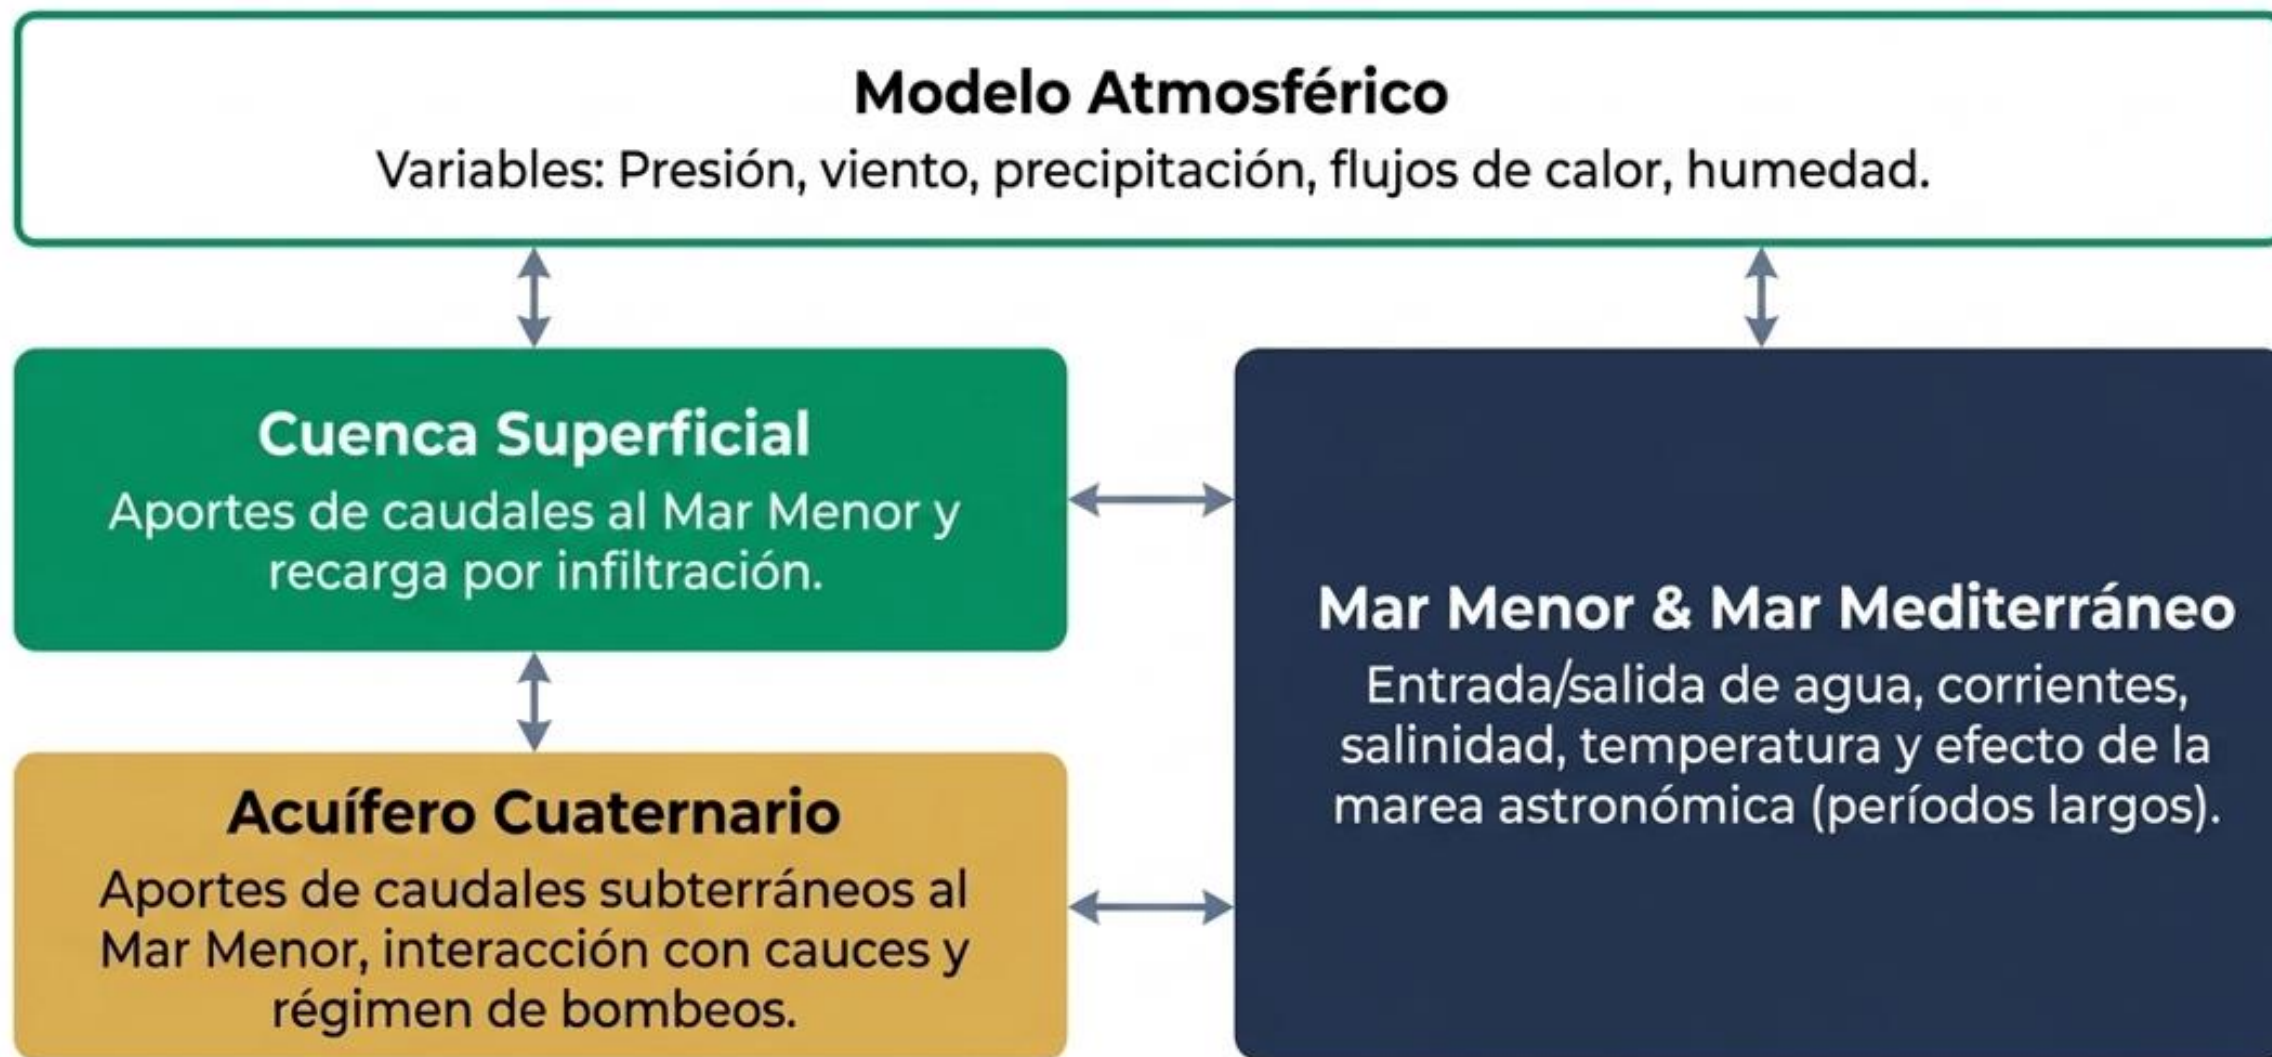 Modelo Atmosférico
Variables: Presión, viento, precipitación, flujos de calor, humedad.
Cuenca Superficial
Aportes de caudales al Mar Menor y
recarga por infiltración.
Acuífero Cuaternario
Aportes de caudales subterráneos al
Mar Menor, interacción con cauces y
régimen de bombeos.
Mar Menor & Mar Mediterráneo
Entrada/salida de agua, corrientes,
salinidad, temperatura y efecto de la
marea astronómica (períodos largos).